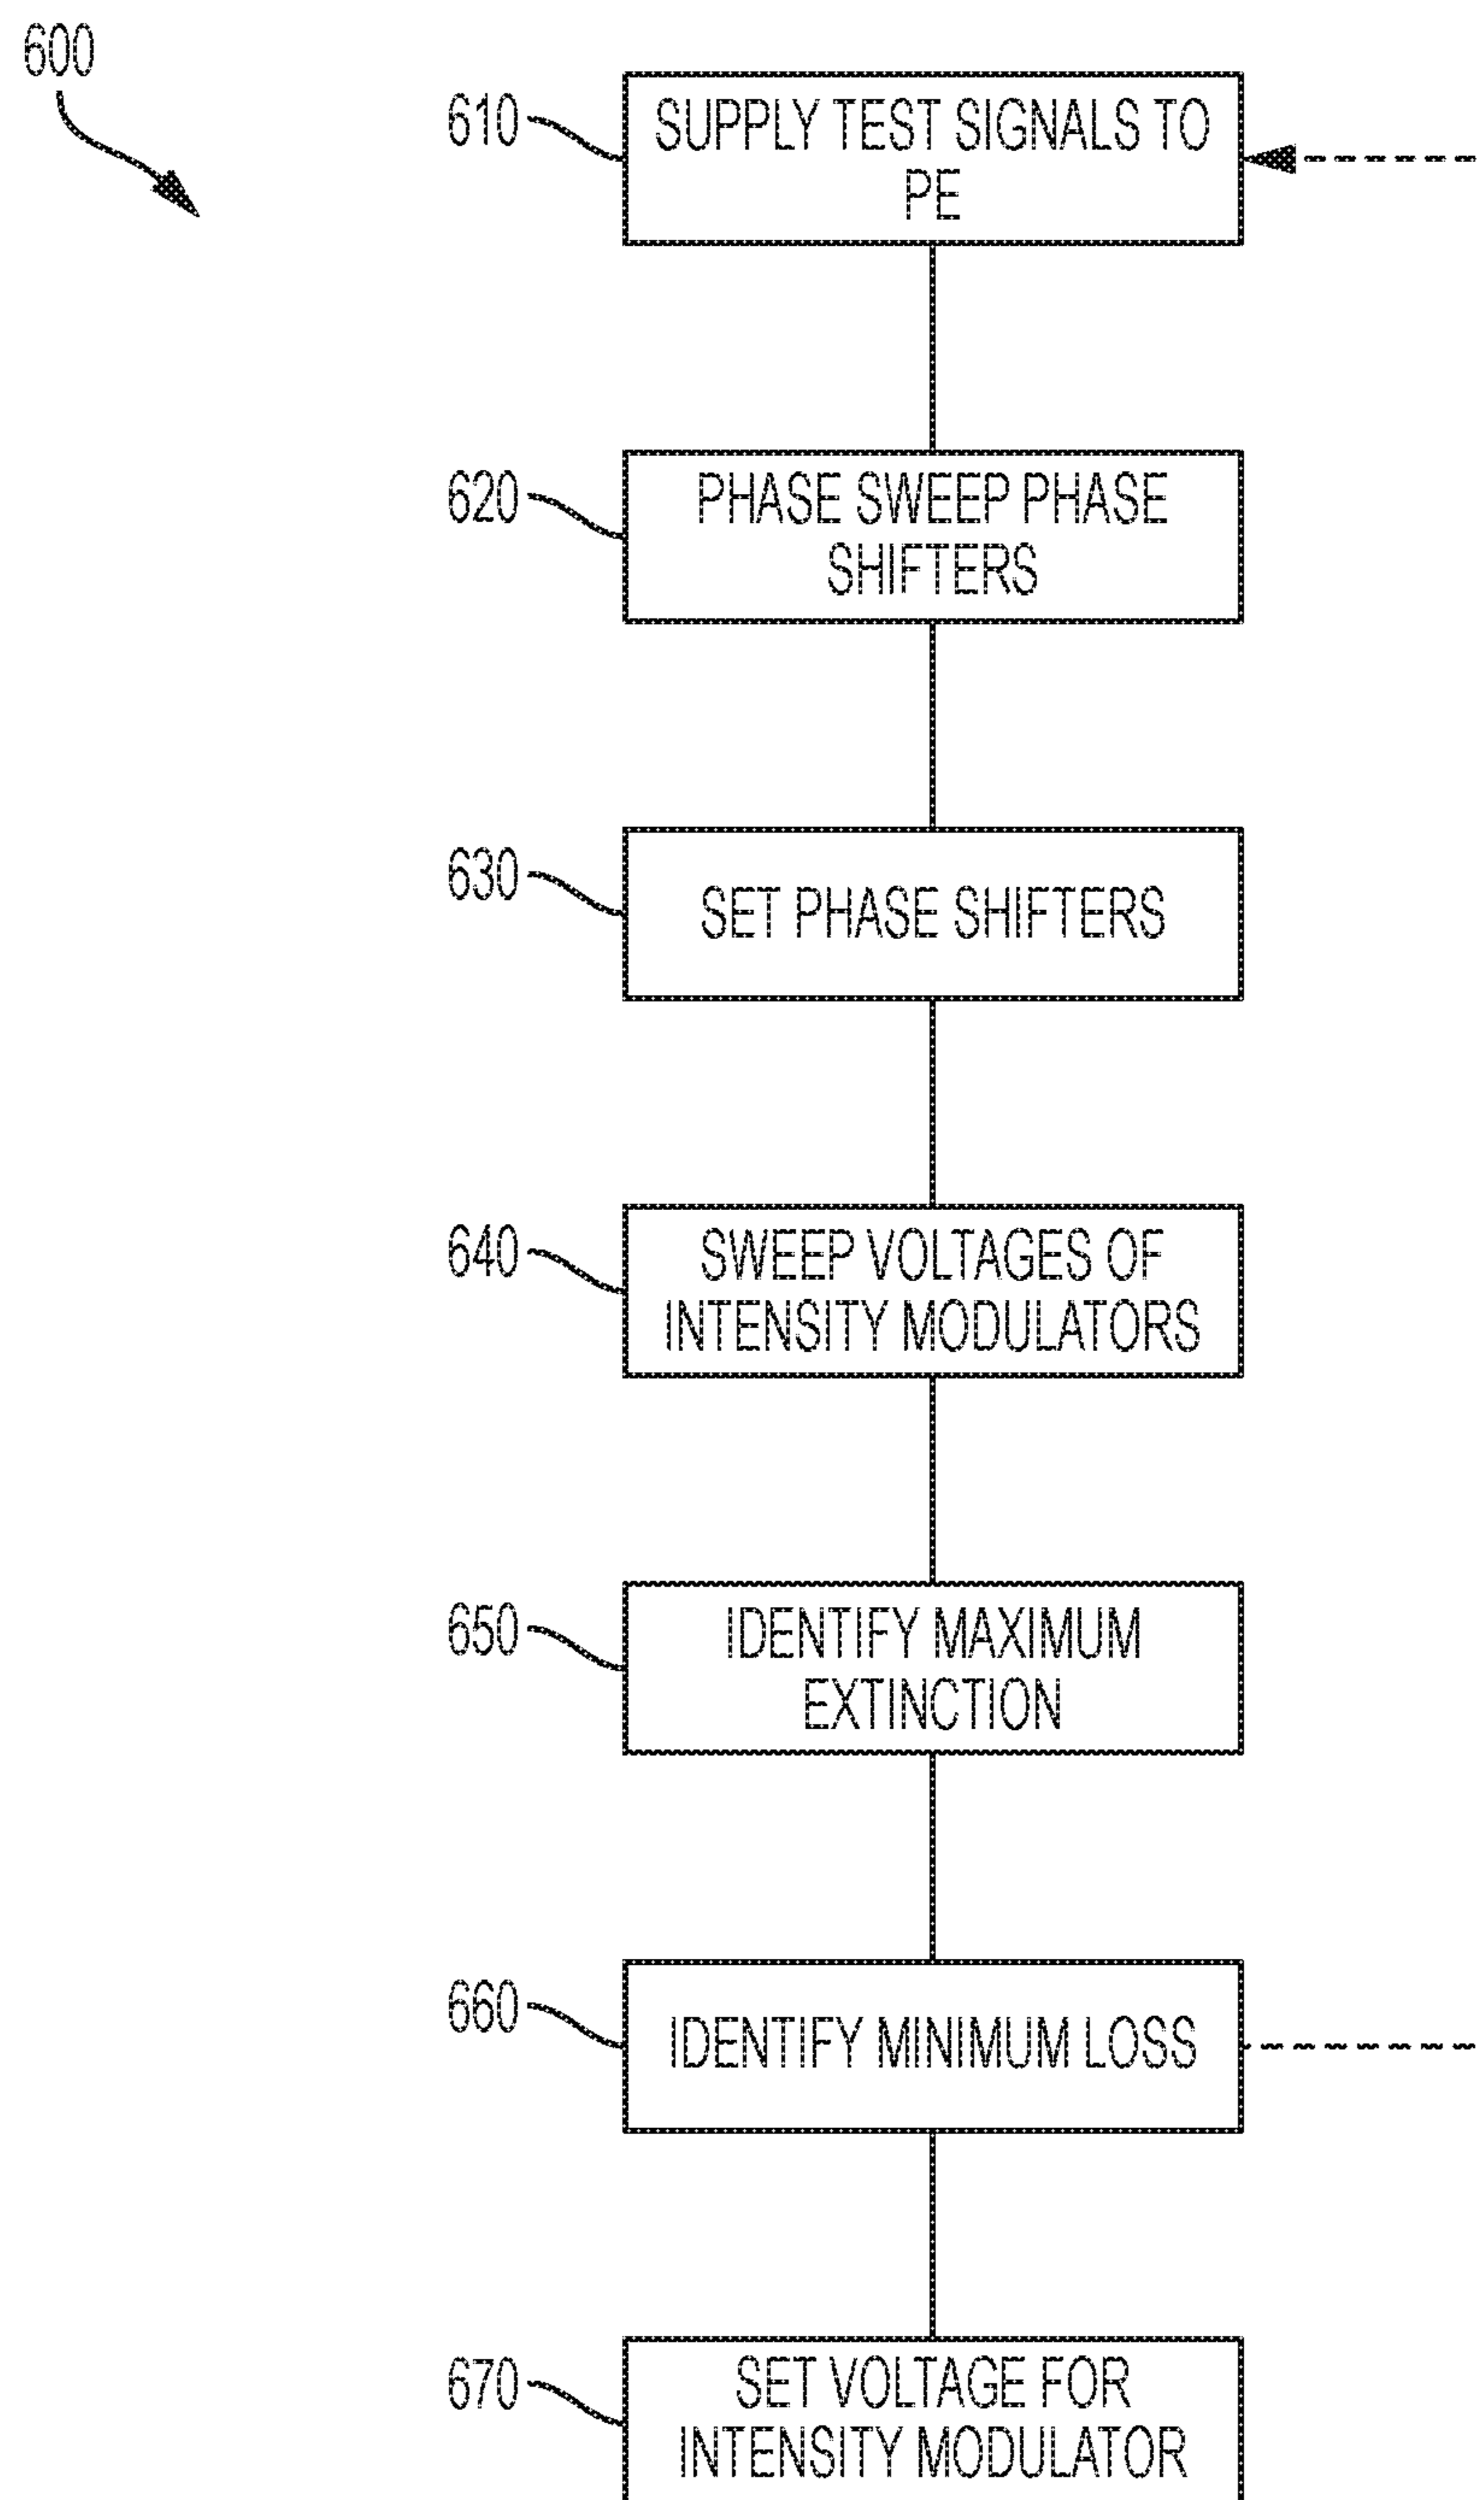 600
610
SUPPLY TEST SIGNALS TO
PE
620
PHASE SWEEP PHASE
SHIFTERS
630
SET PHASE SHIFTERS
640
SWEEP VOLTAGES OF
INTENSITY MODULATORS
650
IDENTIFY MAXIMUM
EXTINCTION
660
IDENTIFY MINIMUM LOSS
670
SET VOLTAGE FOR
INTENSITY MODULATOR